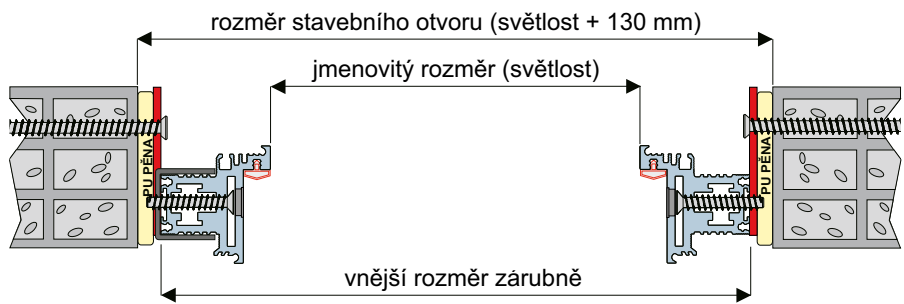 rozměr stavebního otvoru (světlost + 130 mm)
jmenovitý rozměr (světlost)
PU PĚNA
PU PĚNA
vnější rozměr zárubně